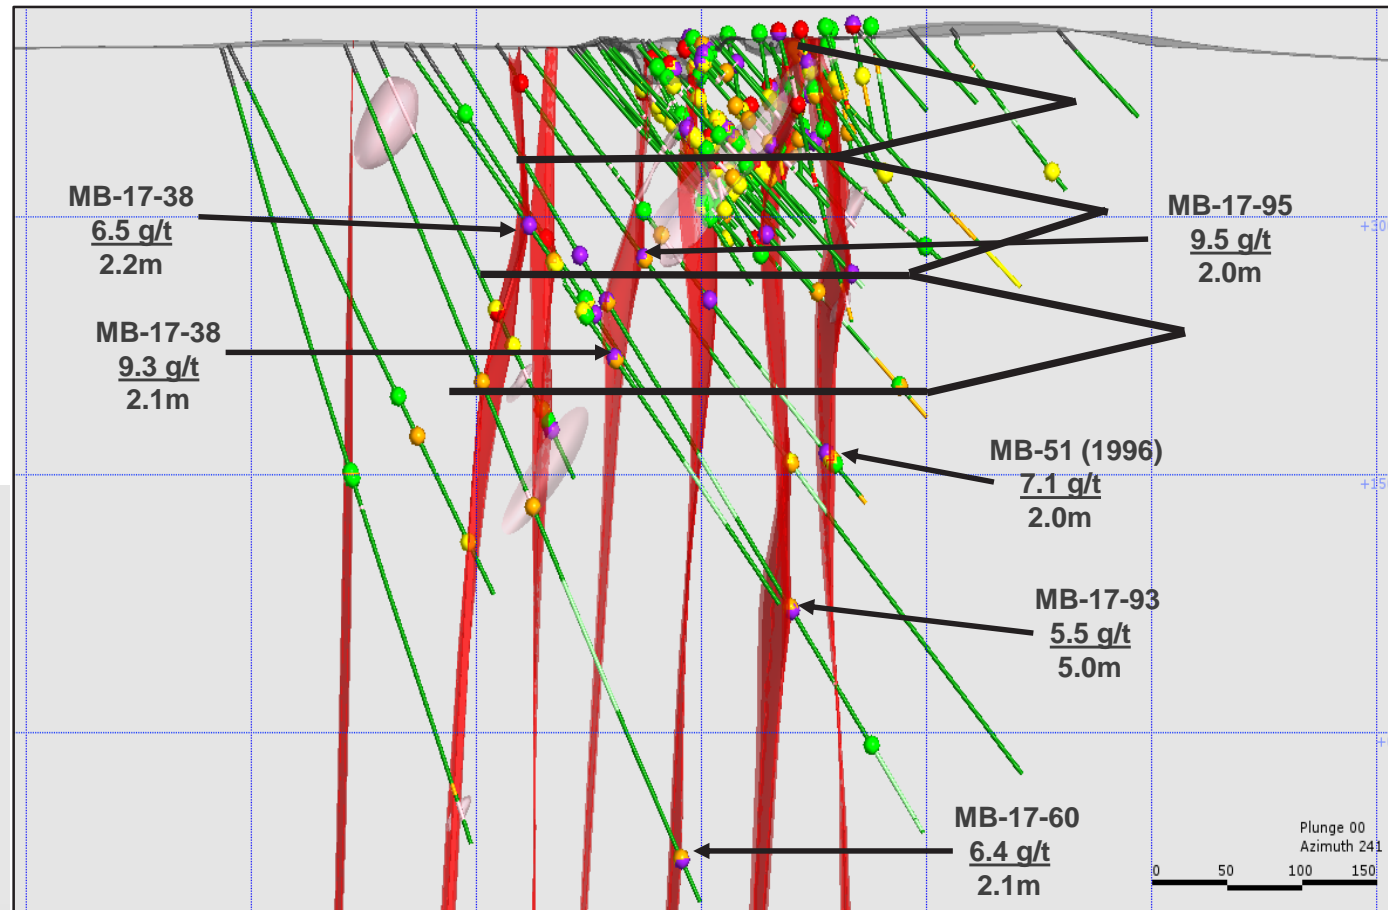 MB-17-38
6.5 g/t
2.2m
MB-17-95
9.5 g/t
2.0m
MB-17-38
9.3 g/t
2.1m
MB-51 (1996)
7.1 g/t
2.0m
MB-17-93
5.5 g/t
5.0m
MB-17-60
6.4 g/t
2.1m
Plunge 00
Azimuth 241
0 50 100 150